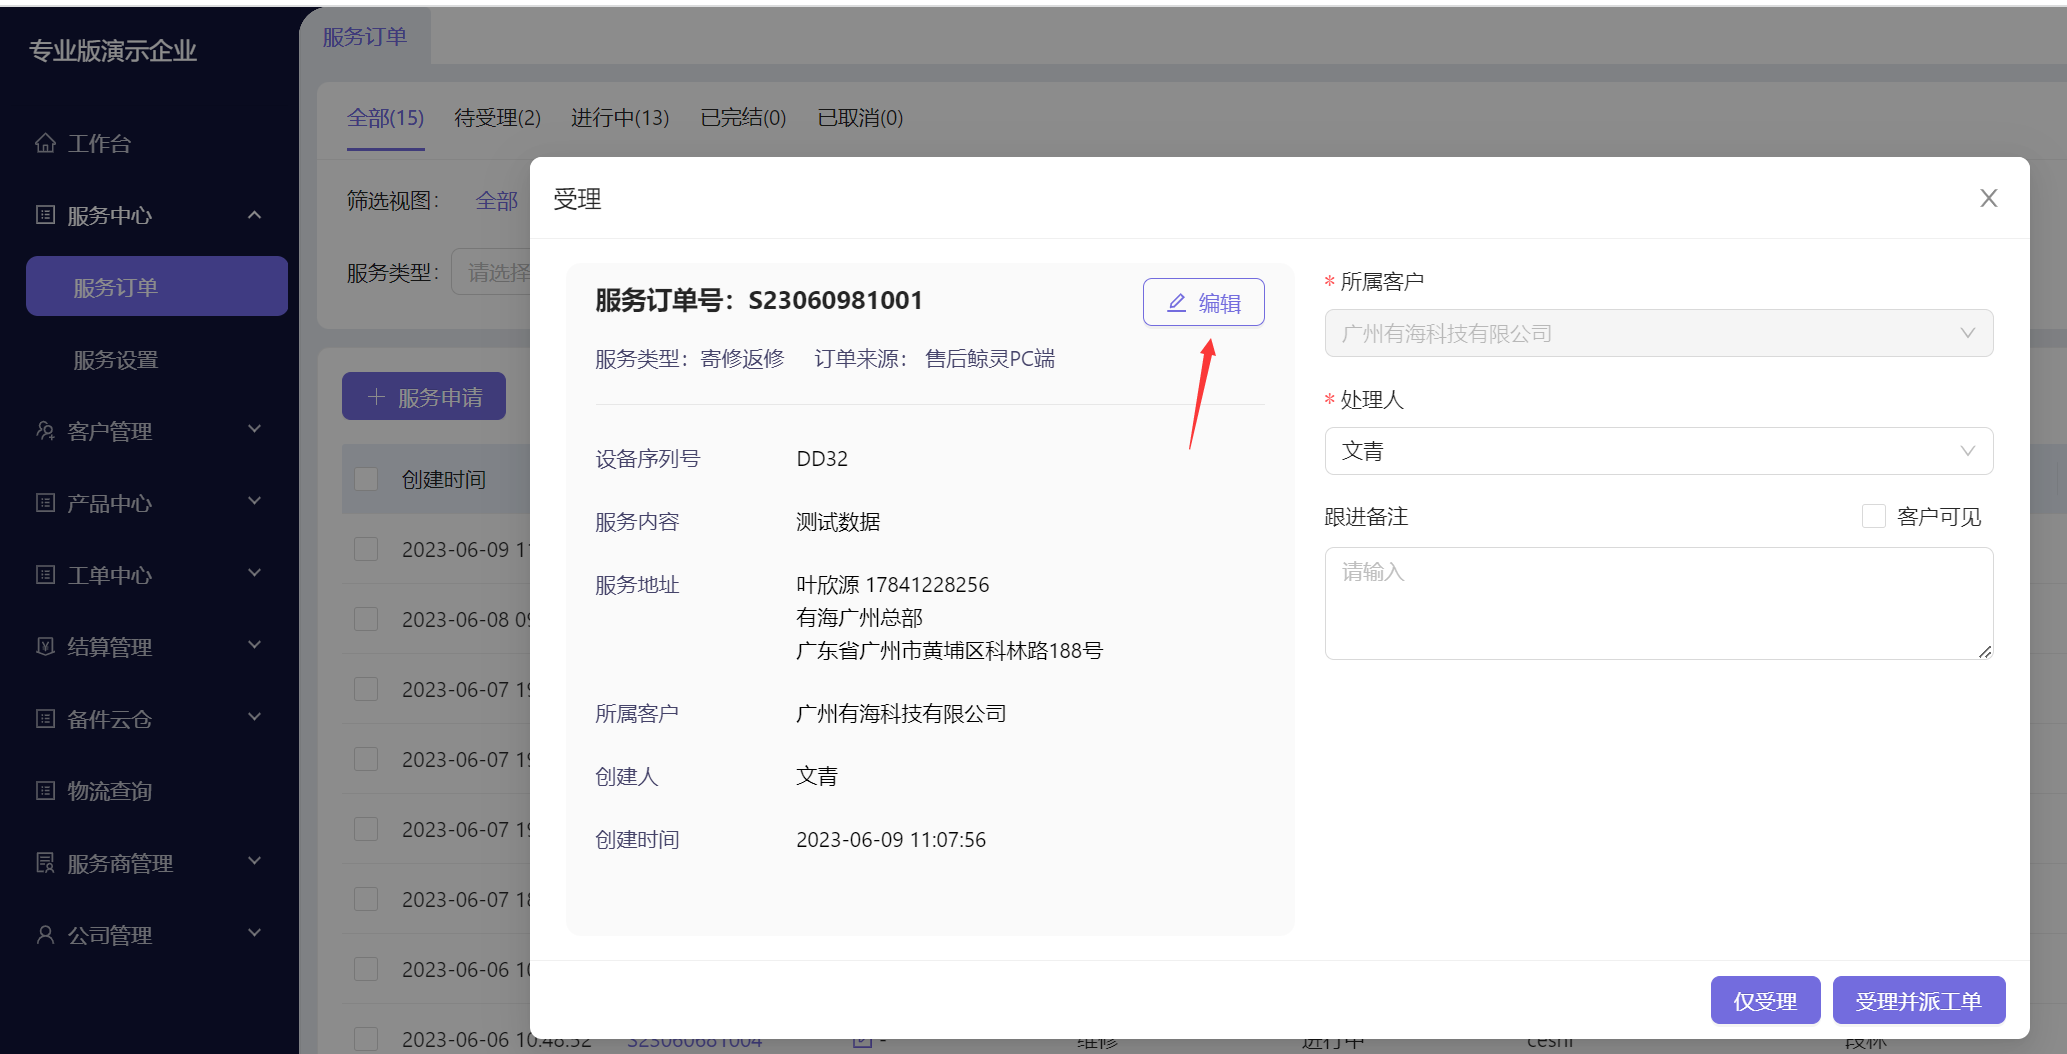 专业版演示企业
工作台
服务中心
服务订单
服务设置
客户管理
产品中心
工单中心
结算管理
备件云仓
物流查询
服务商管理
公司管理
服务订单
全部(15) 待受理(2) 进行中(13) 已完结(0) 已取消(0)
筛选视图： 全部
服务类型： 请选择
服务申请
创建时间
2023-06-09 1
2023-06-08 0
2023-06-07 1
2023-06-07 1
2023-06-07 1
2023-06-07 1
2023-06-06 1
2023-06-06 10:48:52 S23060681004 - 维修 进行中 ceshi
受理
服务订单号：S23060981001
编辑
服务类型：寄修返修 订单来源： 售后鲸灵PC端
设备序列号 DD32
服务内容 测试数据
服务地址 叶欣源 17841228256
有海广州总部
广东省广州市黄埔区科林路188号
所属客户 广州有海科技有限公司
创建人 文青
创建时间 2023-06-09 11:07:56
* 所属客户
广州有海科技有限公司
* 处理人
文青
跟进备注 客户可见
请输入
仅受理 受理并派工单